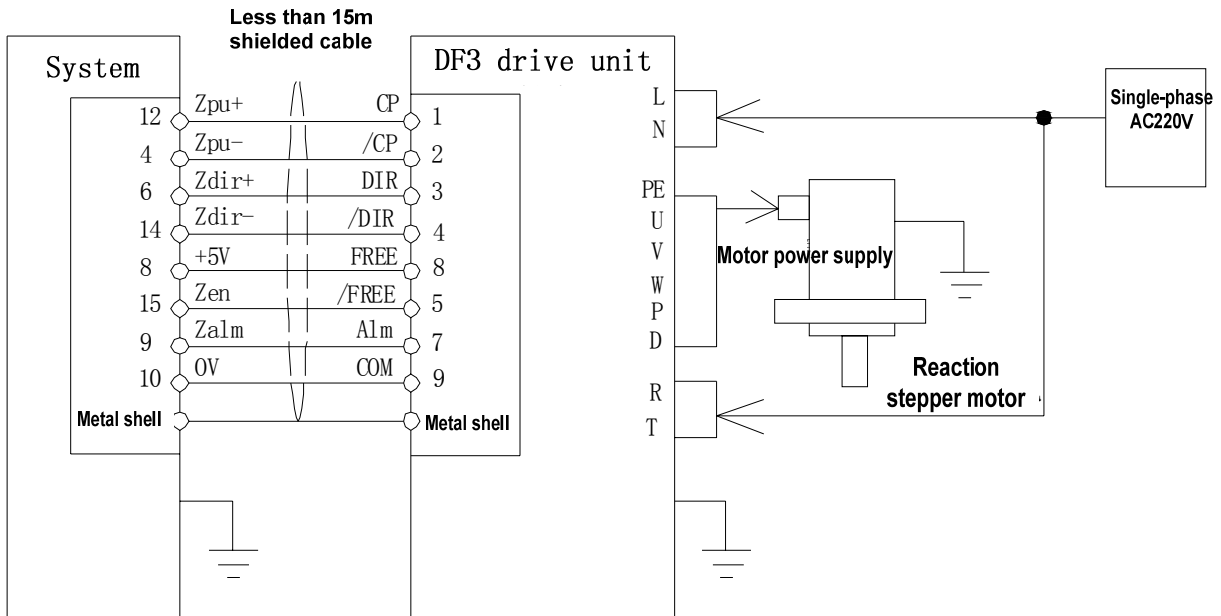 Less than 15m
shielded cable
System
DF3 drive unit
12 Zpu+ CP 1
4 Zpu- /CP 2
6 Zdir+ DIR 3
14 Zdir- /DIR 4
8 +5V FREE 8
15 Zen /FREE 5
9 Zalm Alm 7
10 0V COM 9
Metal shell Metal shell
L
N
PE
U
V
W
P
D
R
T
Single-phase
AC220V
Motor power supply
Reaction
stepper motor